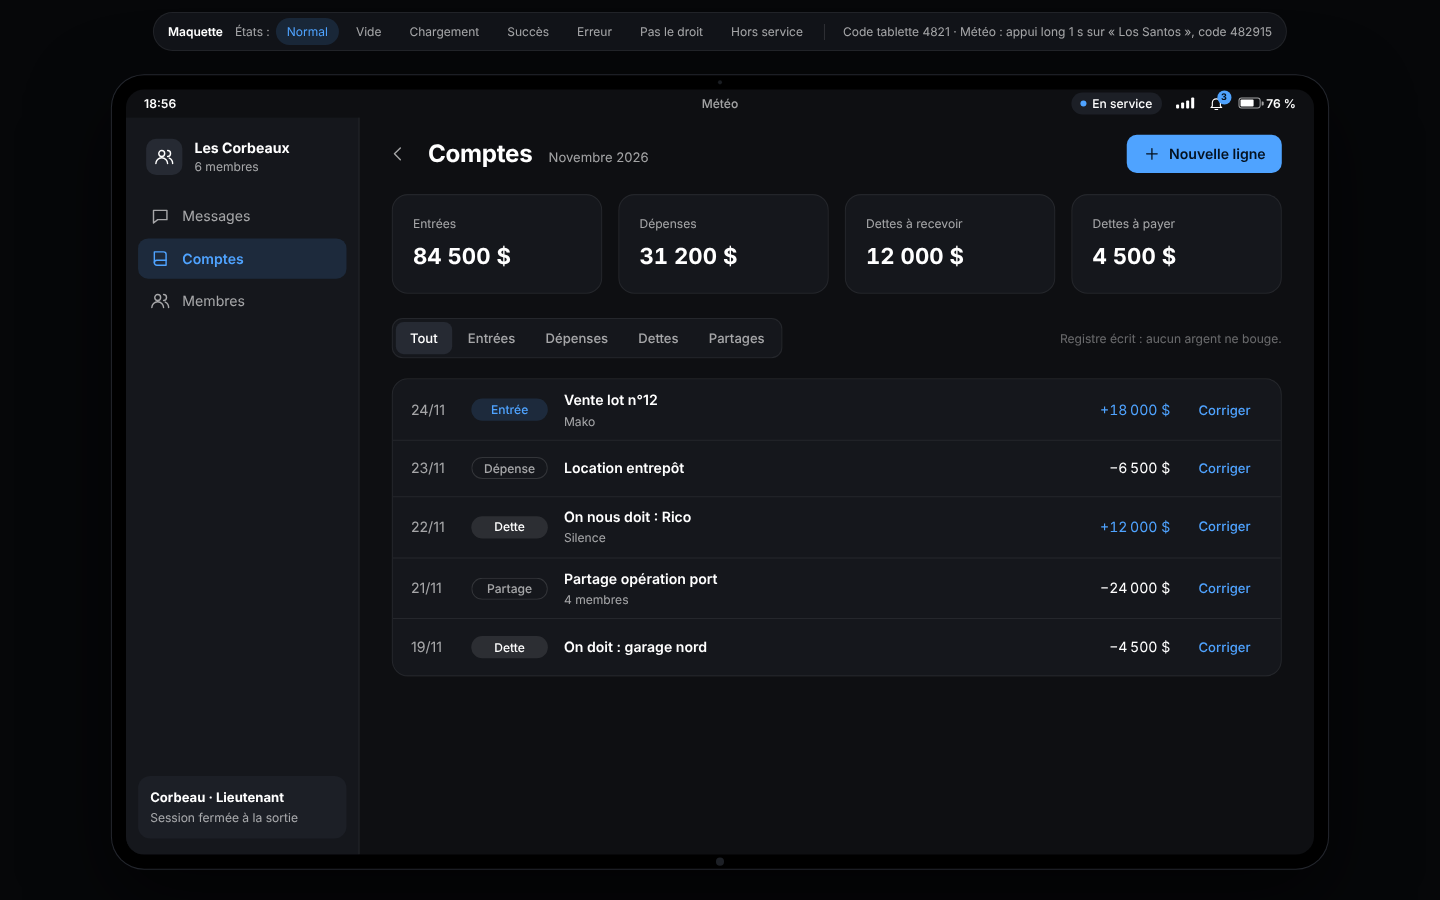 Maquette États : Normal Vide Chargement Succès Erreur Pas le droit Hors service Code tablette 4821 · Météo : appui long 1 s sur « Los Santos », code 482915
18:56 Météo En service 3 76 %
Les Corbeaux
6 membres
Messages
Comptes
Membres
Corbeau · Lieutenant
Session fermée à la sortie
Comptes Novembre 2026 Nouvelle ligne
Entrées
84 500 $
Dépenses
31 200 $
Dettes à recevoir
12 000 $
Dettes à payer
4 500 $
Tout Entrées Dépenses Dettes Partages Registre écrit : aucun argent ne bouge.
24/11 Entrée Vente lot n°12 +18 000 $ Corriger
Mako
23/11 Dépense Location entrepôt −6 500 $ Corriger
22/11 Dette On nous doit : Rico +12 000 $ Corriger
Silence
21/11 Partage Partage opération port −24 000 $ Corriger
4 membres
19/11 Dette On doit : garage nord −4 500 $ Corriger